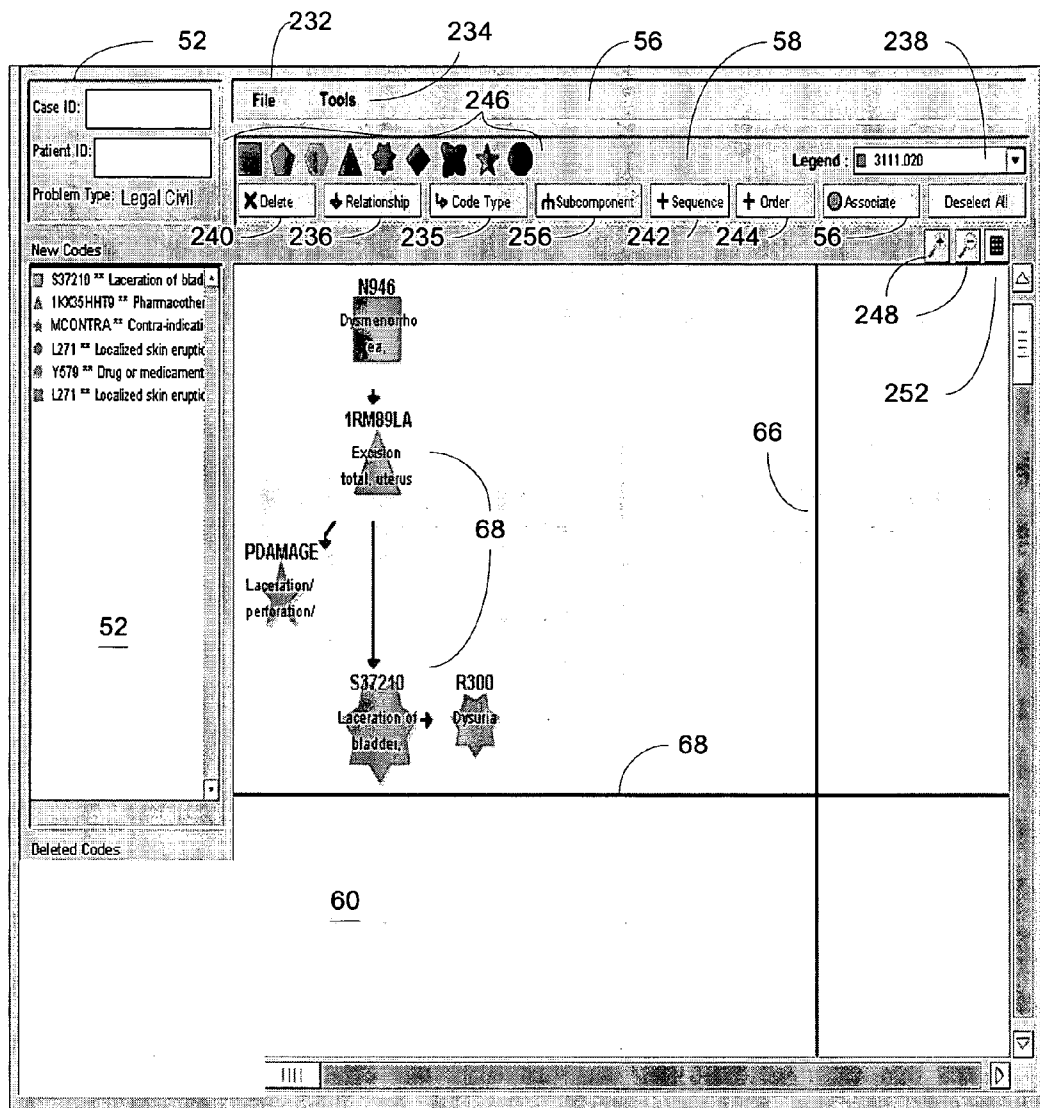 52
232
234
56
58
238
Case ID:
File Tools
246
Patient ID:
Legend : 3111.020
Problem Type: Legal Civil
Delete Relationship Code Type Subcomponent Sequence Order Associate Deselect All
240 236 235 256 242 244 56
New Codes
S37210 ** Laceration of blad
1KX35HHT9 ** Pharmacother
MCONTRA ** Contra-indicati
L271 ** Localized skin eruptic
Y579 ** Drug or medicament
L271 ** Localized skin eruptic
248
252
N946
Dysmenorrho
ea,
1RM89LA
Excision
total, uterus
66
68
PDAMAGE
Laceration/
perforation/
52
S37210 R300
Laceration of Dysuria
bladder,
68
Deleted Codes
60